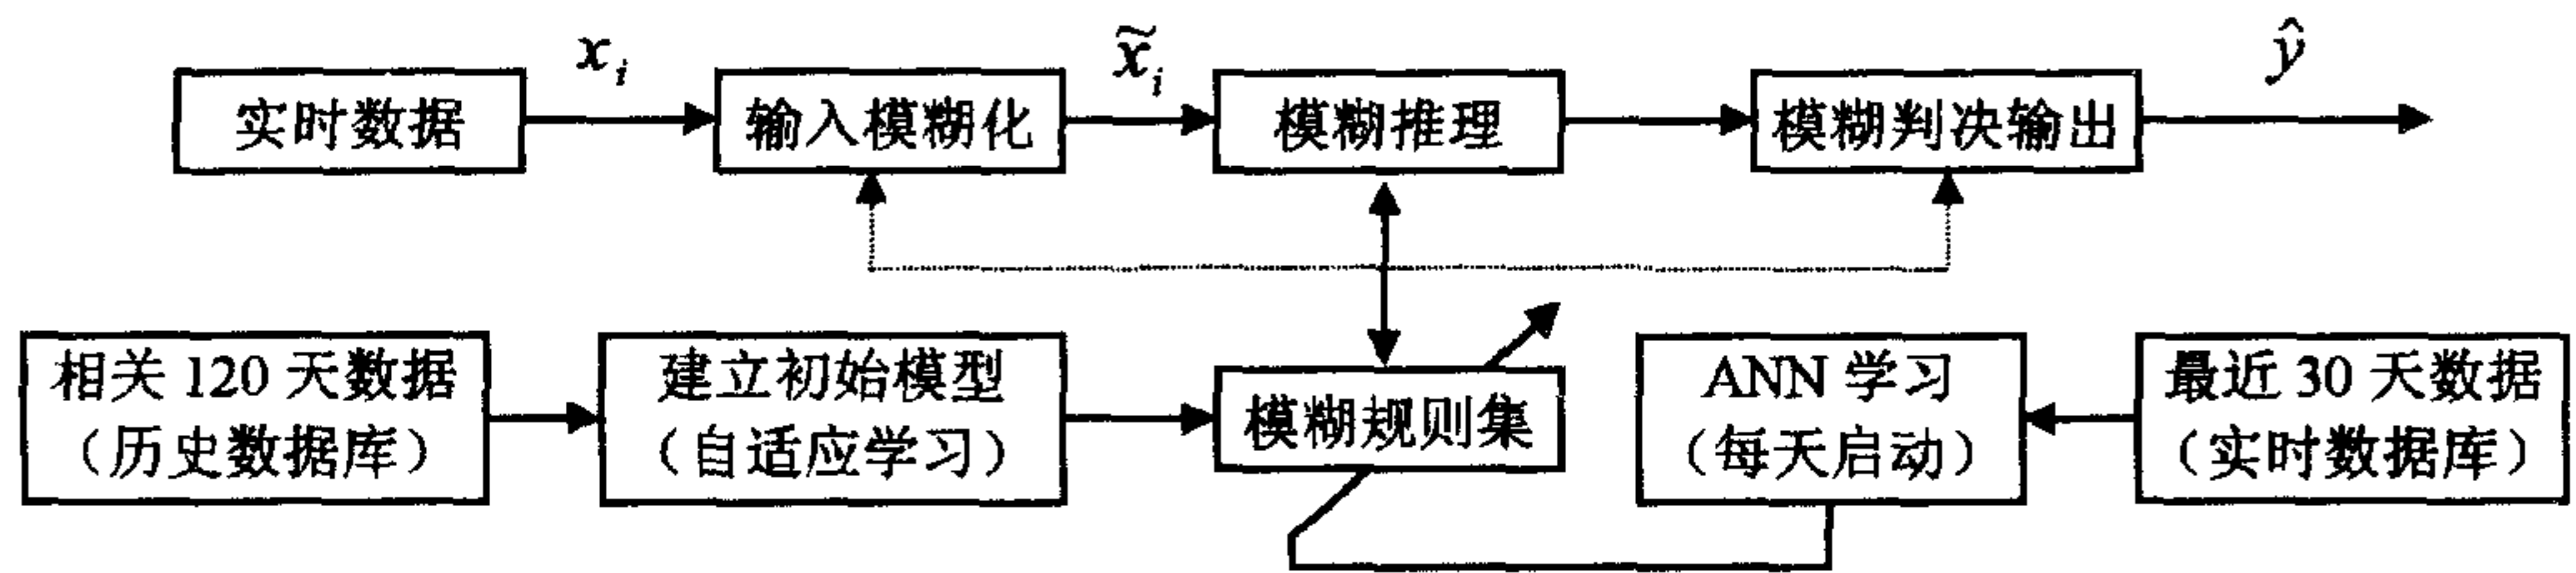 x_i
x̃_i
ŷ
实时数据
输入模糊化
模糊推理
模糊判决输出
相关 120 天数据
（历史数据库）
建立初始模型
（自适应学习）
模糊规则集
ANN 学习
（每天启动）
最近 30 天数据
（实时数据库）